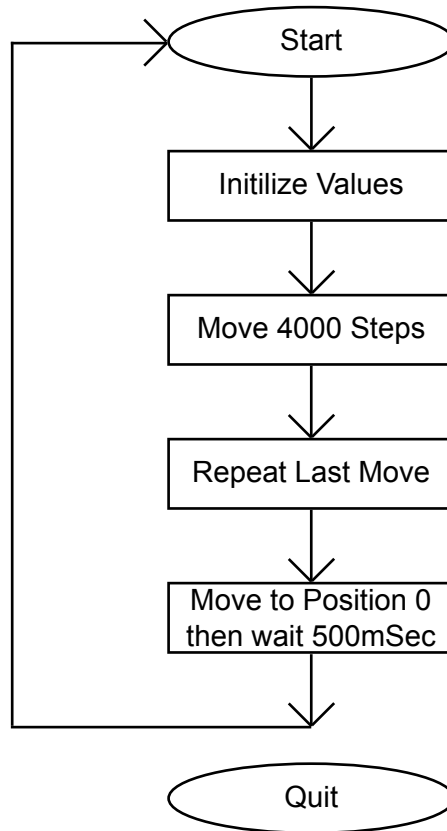 Start
Initilize Values
Move 4000 Steps
Repeat Last Move
Move to Position 0
then wait 500mSec
Quit